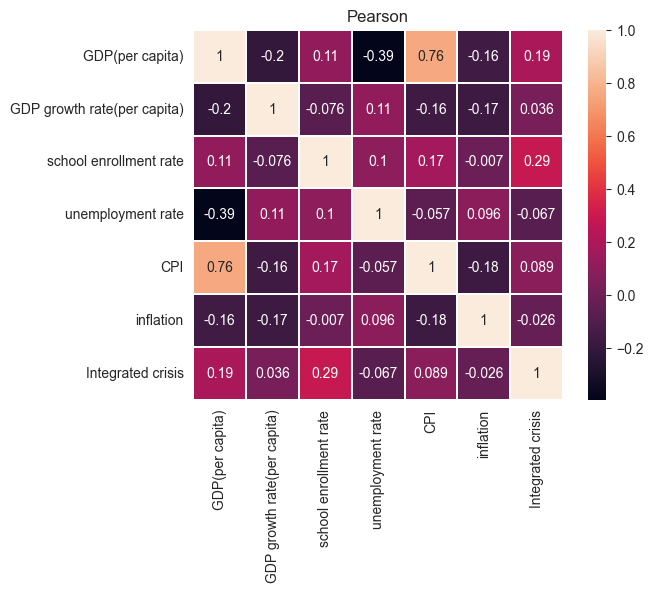 Pearson
GDP(per capita) 1 -0.2 0.11 -0.39 0.76 -0.16 0.19
GDP growth rate(per capita) -0.2 1 -0.076 0.11 -0.16 -0.17 0.036
school enrollment rate 0.11 -0.076 1 0.1 0.17 -0.007 0.29
unemployment rate -0.39 0.11 0.1 1 -0.057 0.096 -0.067
CPI 0.76 -0.16 0.17 -0.057 1 -0.18 0.089
inflation -0.16 -0.17 -0.007 0.096 -0.18 1 -0.026
Integrated crisis 0.19 0.036 0.29 -0.067 0.089 -0.026 1
GDP(per capita)
GDP growth rate(per capita)
school enrollment rate
unemployment rate
CPI
inflation
Integrated crisis
1.0
0.8
0.6
0.4
0.2
0.0
−0.2